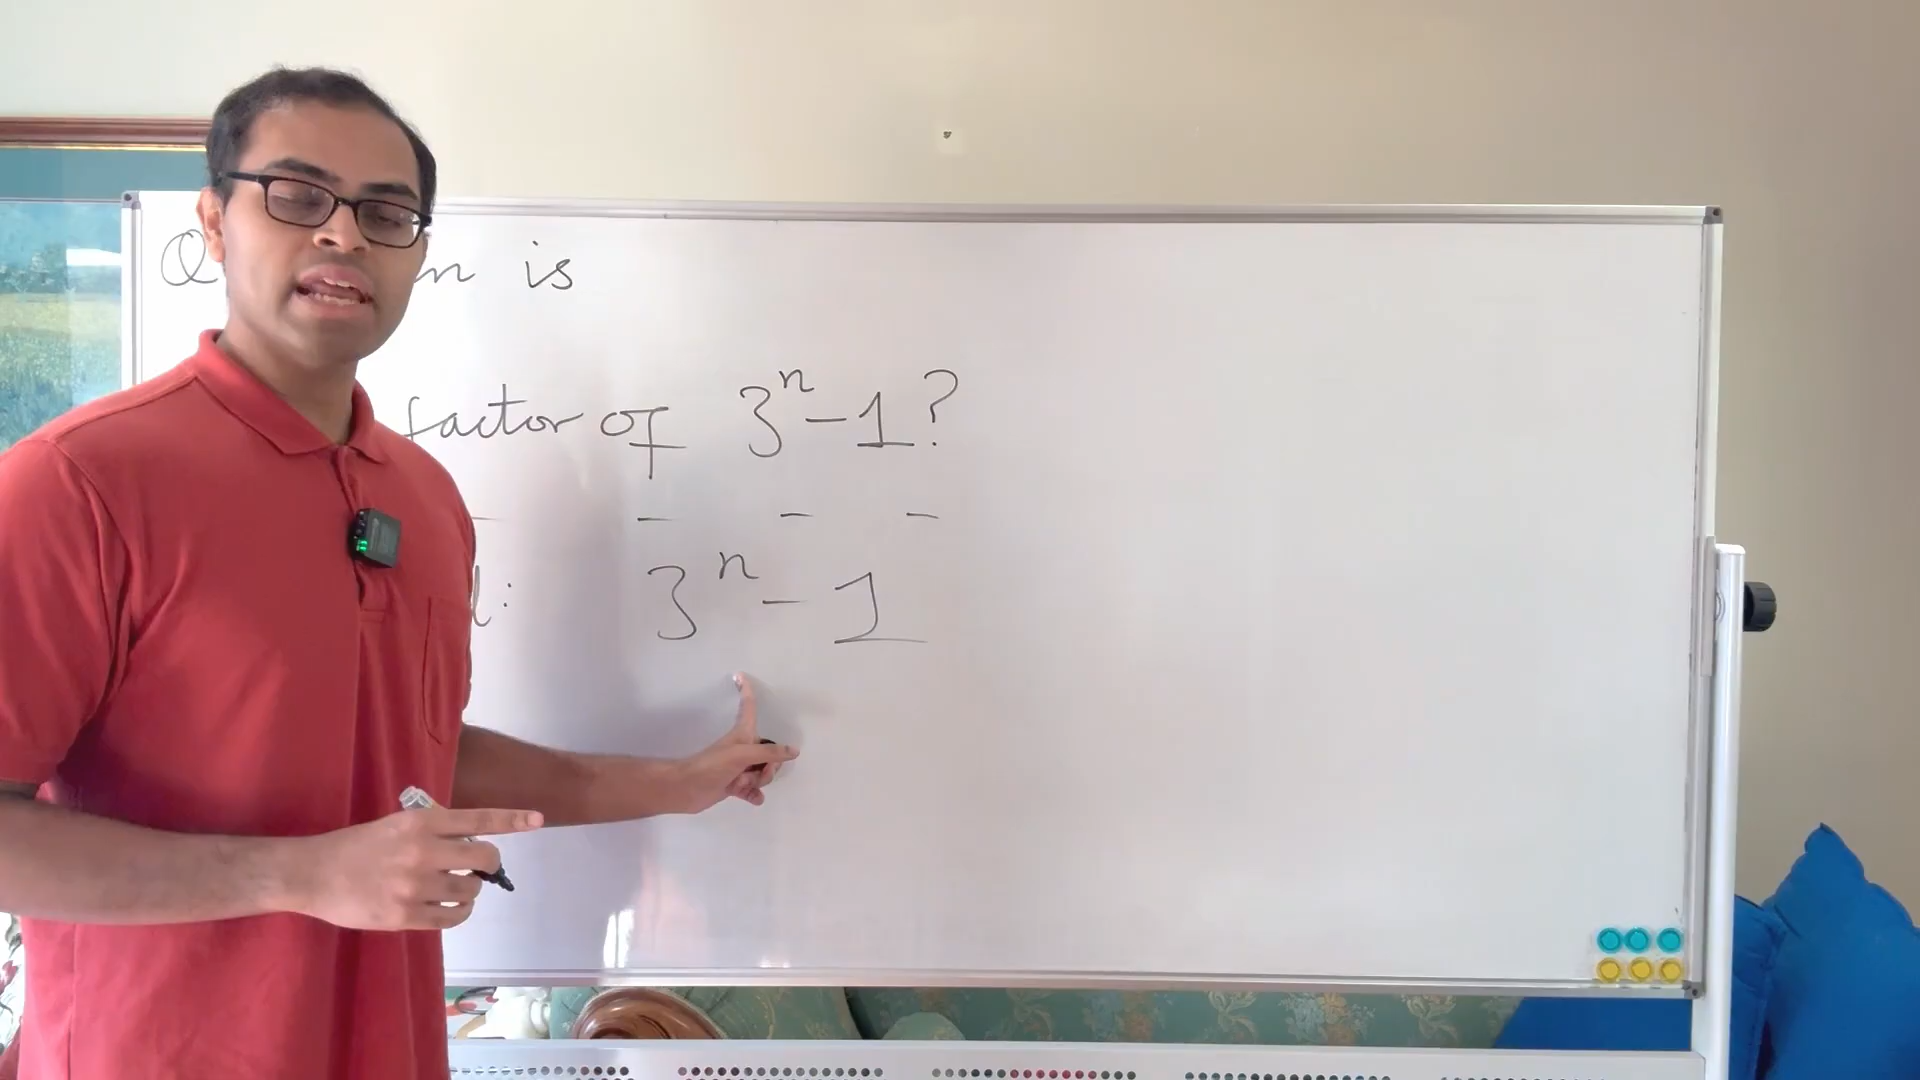 is
factor of 3ⁿ - 1?
- - - -
3ⁿ - 1